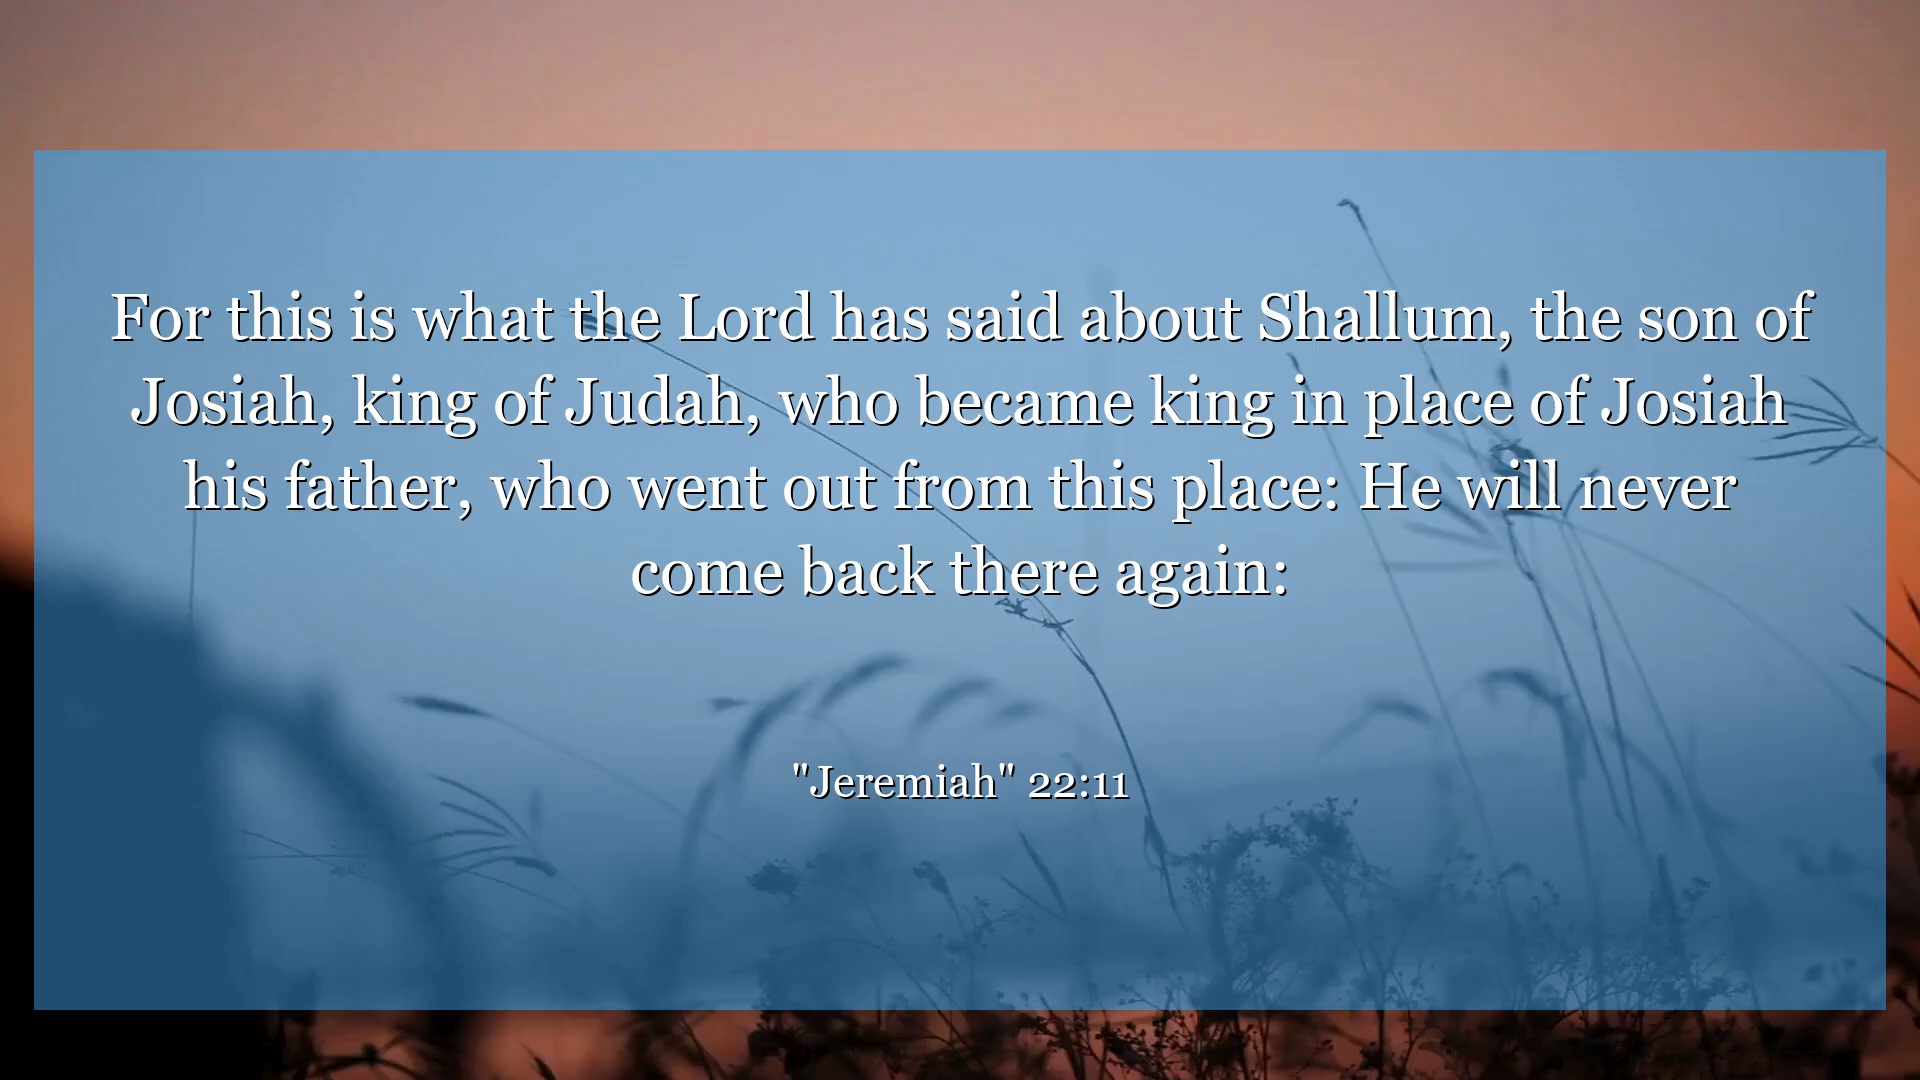 For this is what the Lord has said about Shallum, the son of
Josiah, king of Judah, who became king in place of Josiah
his father, who went out from this place: He will never
come back there again:
"Jeremiah" 22:11